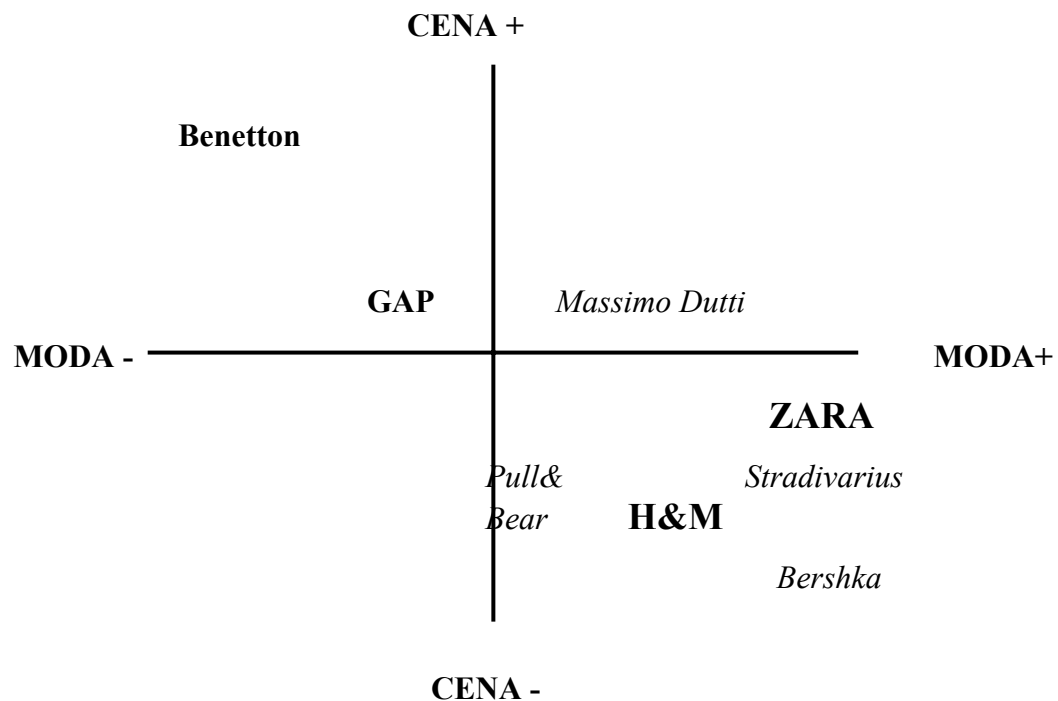 CENA +
Benetton
GAP
Massimo Dutti
MODA -
MODA+
ZARA
Pull&
Bear
Stradivarius
H&M
Bershka
CENA -